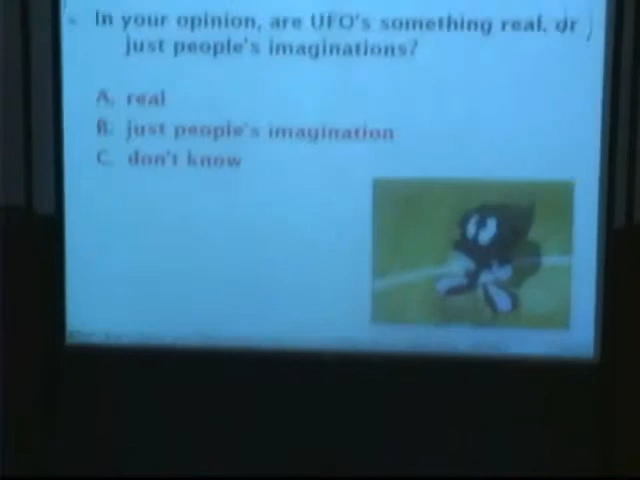 In your opinion, are UFO's something real, or
just people's imaginations?
A. real
B. just people's imagination
C. don't know